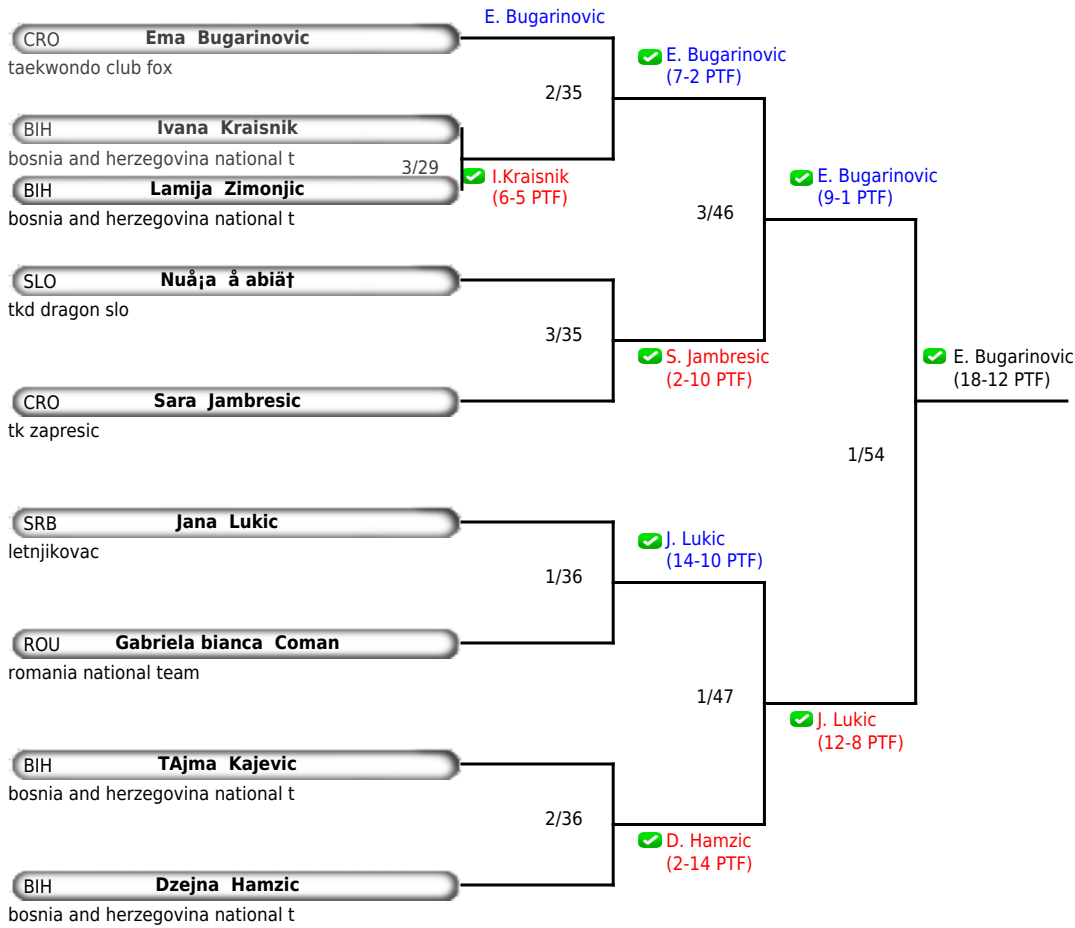 E. Bugarinovic
CRO Ema Bugarinovic
taekwondo club fox
E. Bugarinovic
(7-2 PTF)
2/35
BIH Ivana Kraisnik
bosnia and herzegovina national t
3/29
I.Kraisnik
(6-5 PTF)
BIH Lamija Zimonjic
bosnia and herzegovina national t
E. Bugarinovic
(9-1 PTF)
3/46
SLO Nuå¡a å abiä†
tkd dragon slo
3/35
S. Jambresic
(2-10 PTF)
E. Bugarinovic
(18-12 PTF)
CRO Sara Jambresic
tk zapresic
1/54
SRB Jana Lukic
letnjikovac
J. Lukic
(14-10 PTF)
1/36
ROU Gabriela bianca Coman
romania national team
1/47
J. Lukic
(12-8 PTF)
BIH TAjma Kajevic
bosnia and herzegovina national t
2/36
D. Hamzic
(2-14 PTF)
BIH Dzejna Hamzic
bosnia and herzegovina national t